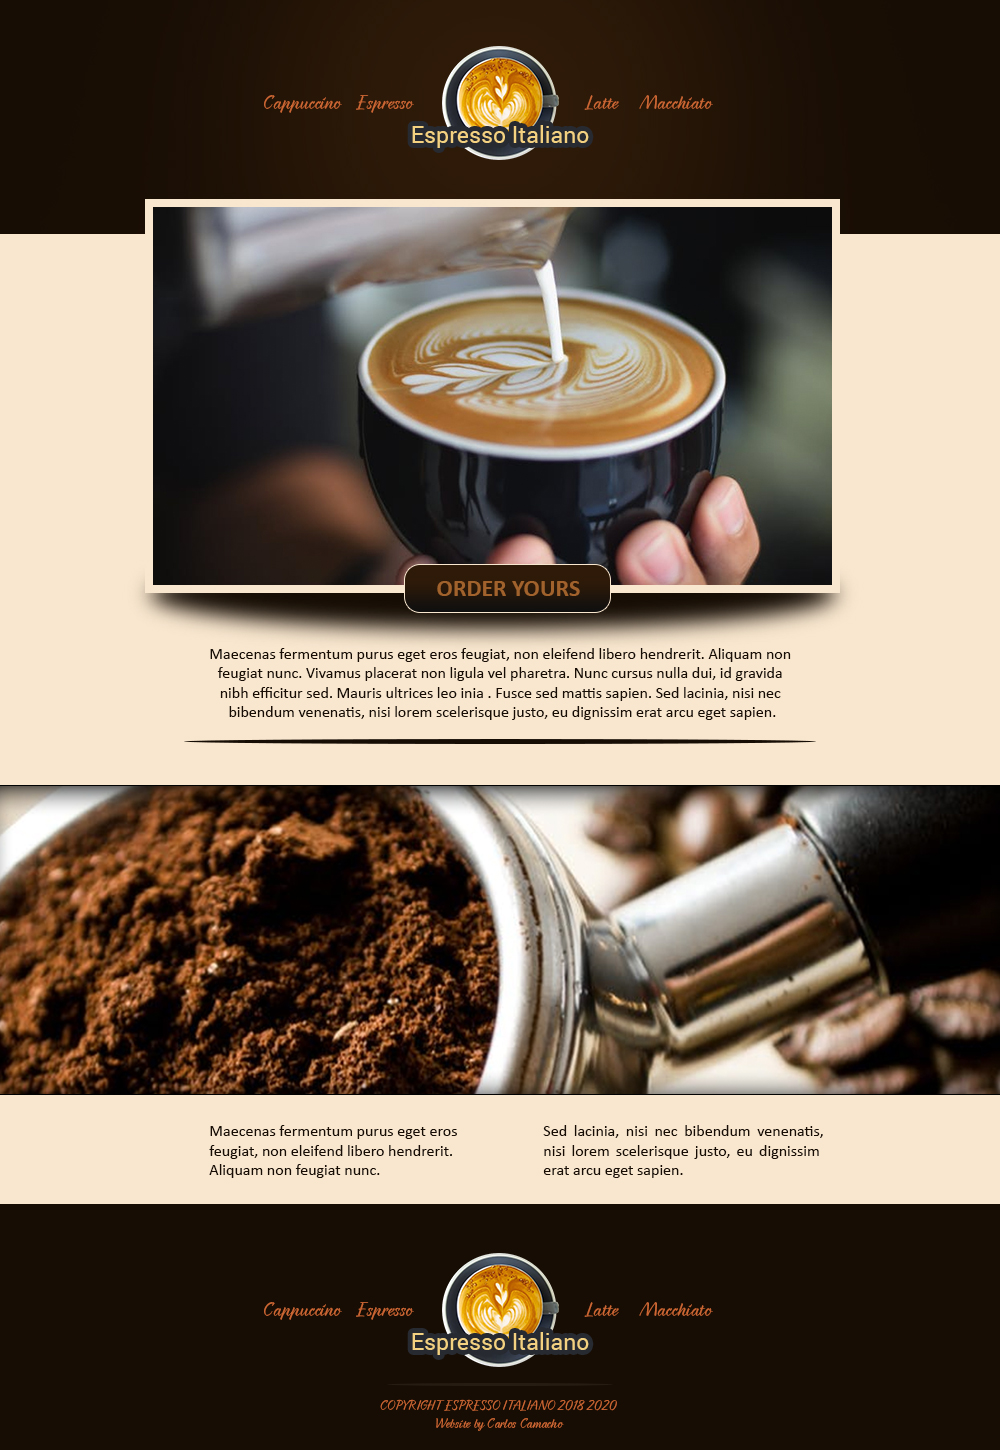 Cappuccino Espresso Latte Macchiato
Espresso Italiano
ORDER YOURS
Maecenas fermentum purus eget eros feugiat, non eleifend libero hendrerit. Aliquam non
feugiat nunc. Vivamus placerat non ligula vel pharetra. Nunc cursus nulla dui, id gravida
nibh efficitur sed. Mauris ultrices leo inia . Fusce sed mattis sapien. Sed lacinia, nisi nec
bibendum venenatis, nisi lorem scelerisque justo, eu dignissim erat arcu eget sapien.
Maecenas fermentum purus eget eros
feugiat, non eleifend libero hendrerit.
Aliquam non feugiat nunc.
Sed lacinia, nisi nec bibendum venenatis,
nisi lorem scelerisque justo, eu dignissim
erat arcu eget sapien.
Cappuccino Espresso Latte Macchiato
Espresso Italiano
COPYRIGHT ESPRESSO ITALIANO 2018 2020
Website by Carlos Camacho